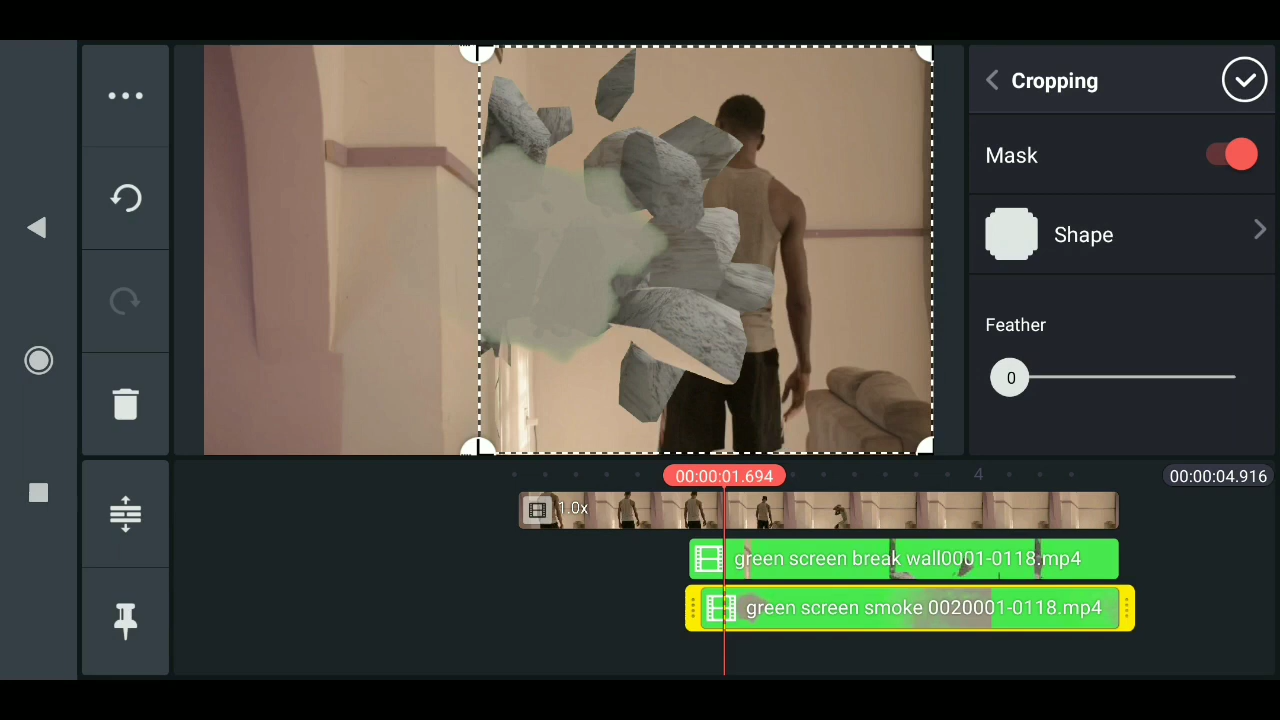 Cropping
Mask
Shape
Feather
0
00:00:01.694
4
00:00:04.916
1.0x
green screen break wall0001-0118.mp4
green screen smoke 0020001-0118.mp4